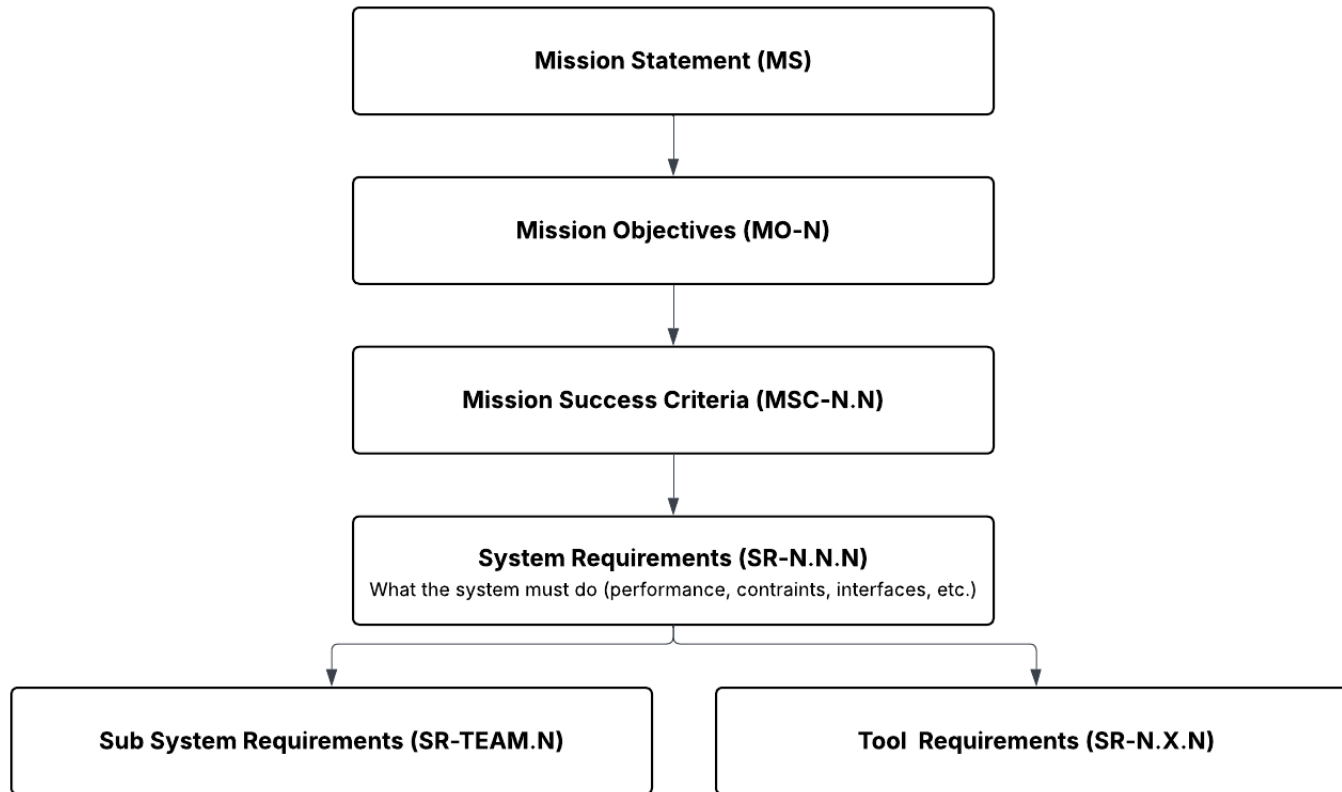 Mission Statement (MS)
Mission Objectives (MO-N)
Mission Success Criteria (MSC-N.N)
System Requirements (SR-N.N.N)
What the system must do (performance, contraints, interfaces, etc.)
Sub System Requirements (SR-TEAM.N)
Tool Requirements (SR-N.X.N)